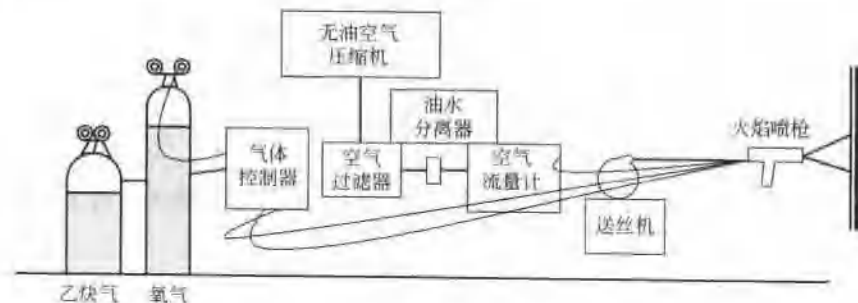 无油空气
压缩机
油水
分离器
火焰喷枪
气体
控制器
空气
过滤器
空气
流量计
送丝机
乙炔气
氧气